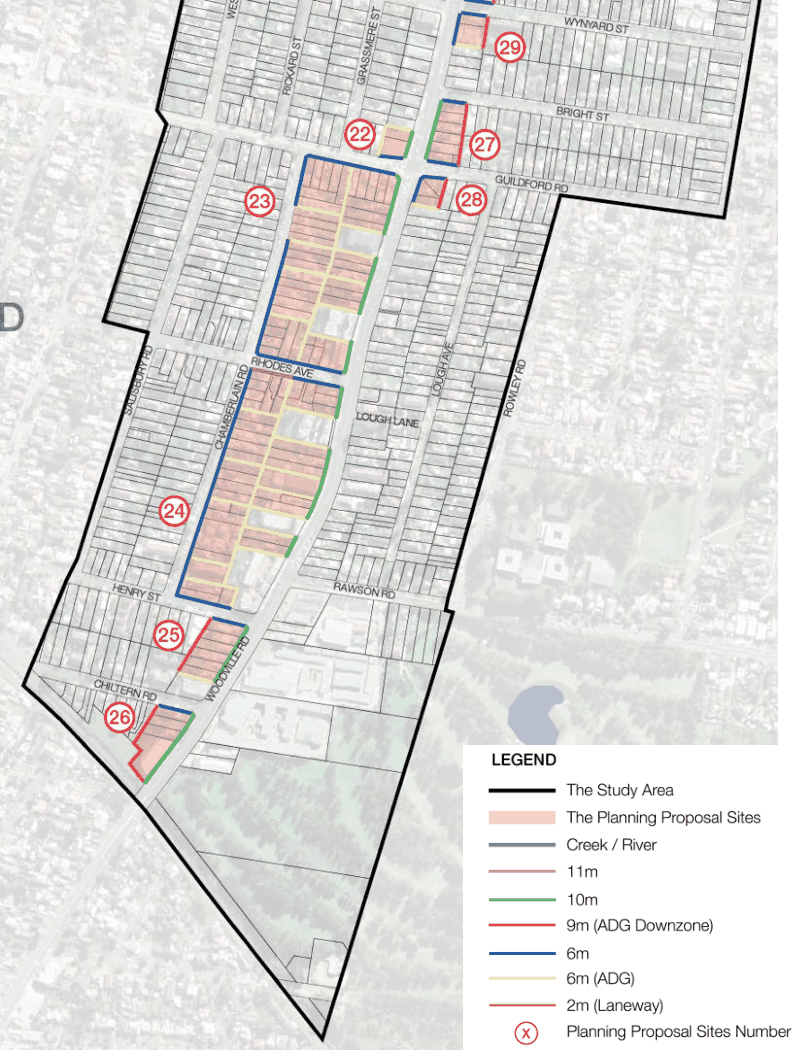 WES
RICKARD ST
GRASSMERE ST
WYNYARD ST
29
BRIGHT ST
22
27
GUILDFORD RD
23
28
D
RHODES AVE
SALISBURY RD
CHAMBERLAIN RD
LOUGH AVE
ROWLEY RD
LOUGH LANE
24
HENRY ST
RAWSON RD
25
WOODVILLE RD
CHILTERN RD
26
LEGEND
The Study Area
The Planning Proposal Sites
Creek / River
11m
10m
9m (ADG Downzone)
6m
6m (ADG)
2m (Laneway)
X
Planning Proposal Sites Number